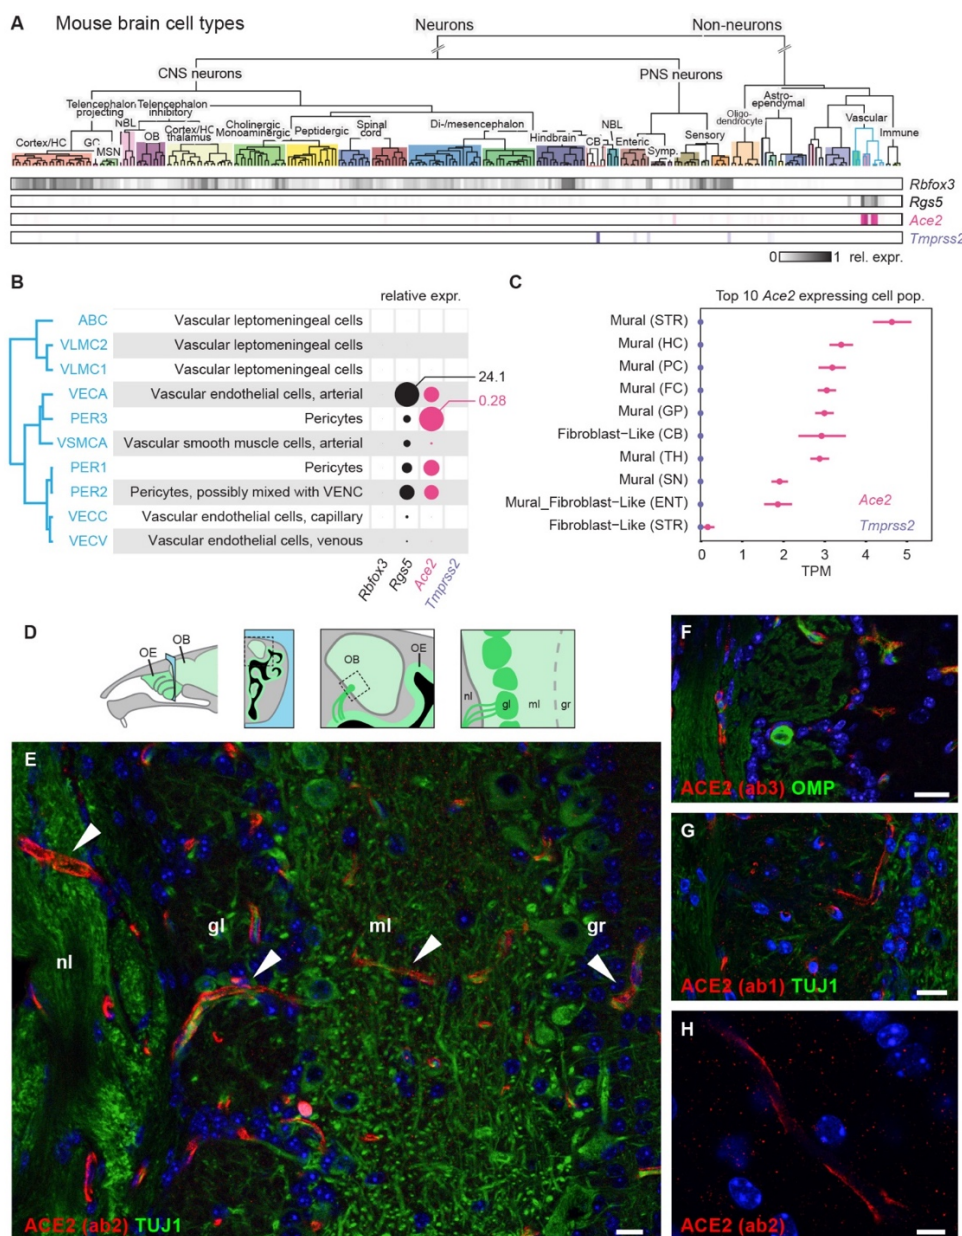 A Mouse brain cell types
Neurons
Non-neurons
CNS neurons
PNS neurons
Telencephalon projecting
Telencephalon inhibitory
Cortex/HC
MSN
NBL
OB
Cortex/HC thalamus
Cholinergic Monoaminergic
Peptidergic
Spinal cord
Di-/mesencephalon
Hindbrain
CB
NBL
Enteric
Symp.
Sensory
Oligo-dendrocyte
Astro-ependymal
Vascular
Immune
Rbfox3
Rgs5
Ace2
Tmprss2
0 1 rel. expr.
B
relative expr.
ABC Vascular leptomeningeal cells
VLMC2 Vascular leptomeningeal cells
VLMC1 Vascular leptomeningeal cells
VECA Vascular endothelial cells, arterial
24.1
PER3 Pericytes
0.28
VSMCA Vascular smooth muscle cells, arterial
PER1 Pericytes
PER2 Pericytes, possibly mixed with VENC
VECC Vascular endothelial cells, capillary
VECV Vascular endothelial cells, venous
Rbfox3 Rgs5 Ace2 Tmprss2
C
Top 10 Ace2 expressing cell pop.
Mural (STR)
Mural (HC)
Mural (PC)
Mural (FC)
Mural (GP)
Fibroblast-Like (CB)
Mural (TH)
Mural (SN)
Mural_Fibroblast-Like (ENT)
Fibroblast-Like (STR)
Ace2
Tmprss2
0 1 2 3 4 5
TPM
D
OE OB
OB OE
nl gl ml gr
E
nl gl ml gr
ACE2 (ab2) TUJ1
F
ACE2 (ab3) OMP
G
ACE2 (ab1) TUJ1
H
ACE2 (ab2)